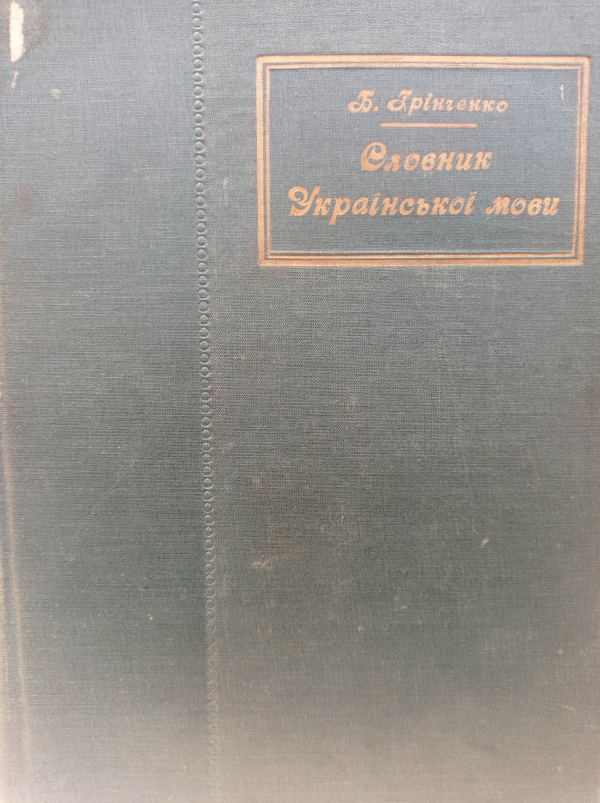 Б. Грінченко
Словник
Української мови